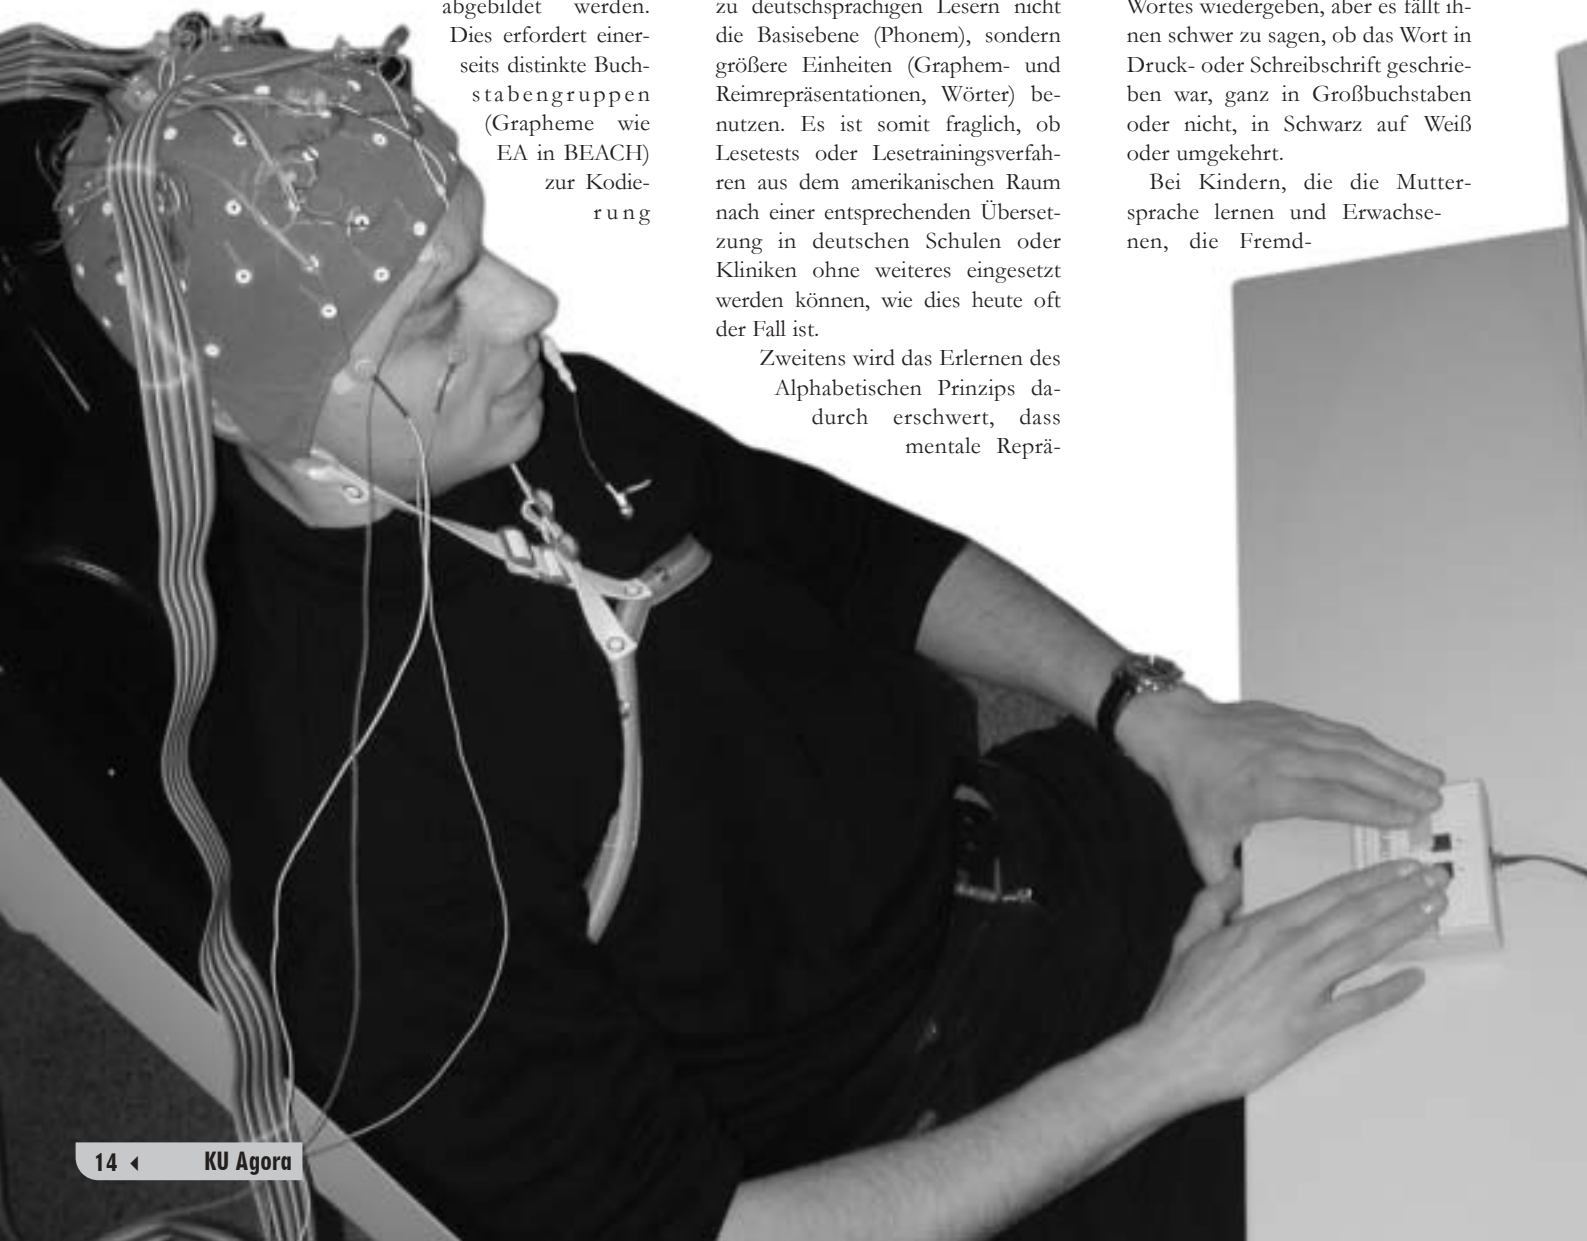 abgebildet werden.
Dies erfordert einer-
seits distinkte Buch-
stabengruppen
(Grapheme wie
EA in BEACH)
zur Kodie-
rung
zu deutschsprachigen Lesern nicht
die Basisebene (Phonem), sondern
größere Einheiten (Graphem- und
Reimrepräsentationen, Wörter) be-
nutzen. Es ist somit fraglich, ob
Lesetests oder Lesetrainingsverfah-
ren aus dem amerikanischen Raum
nach einer entsprechenden Überset-
zung in deutschen Schulen oder
Kliniken ohne weiteres eingesetzt
werden können, wie dies heute oft
der Fall ist.
Zweitens wird das Erlernen des
Alphabetischen Prinzips da-
durch erschwert, dass
mentale Reprä-
Wortes wiedergeben, aber es fällt ih-
nen schwer zu sagen, ob das Wort in
Druck- oder Schreibschrift geschrie-
ben war, ganz in Großbuchstaben
oder nicht, in Schwarz auf Weiß
oder umgekehrt.
Bei Kindern, die die Mutter-
sprache lernen und Erwachse-
nen, die Fremd-
14 KU Agora